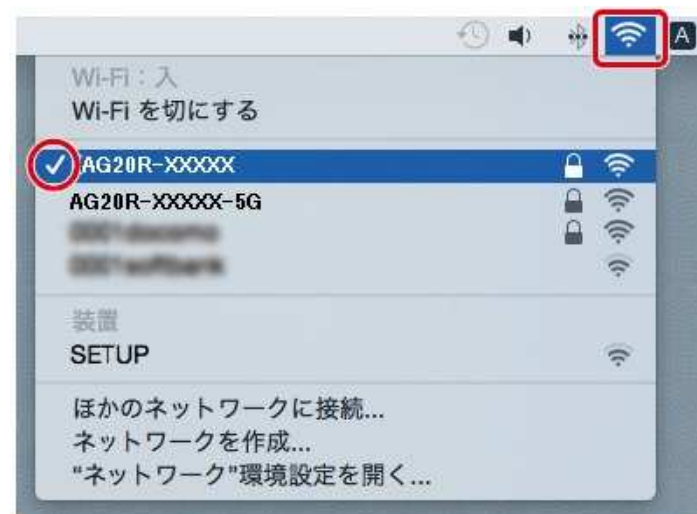 A
Wi-Fi：入
Wi-Fi を切にする
AG20R-XXXXX
AG20R-XXXXX-5G
装置
SETUP
ほかのネットワークに接続...
ネットワークを作成...
"ネットワーク"環境設定を開く...